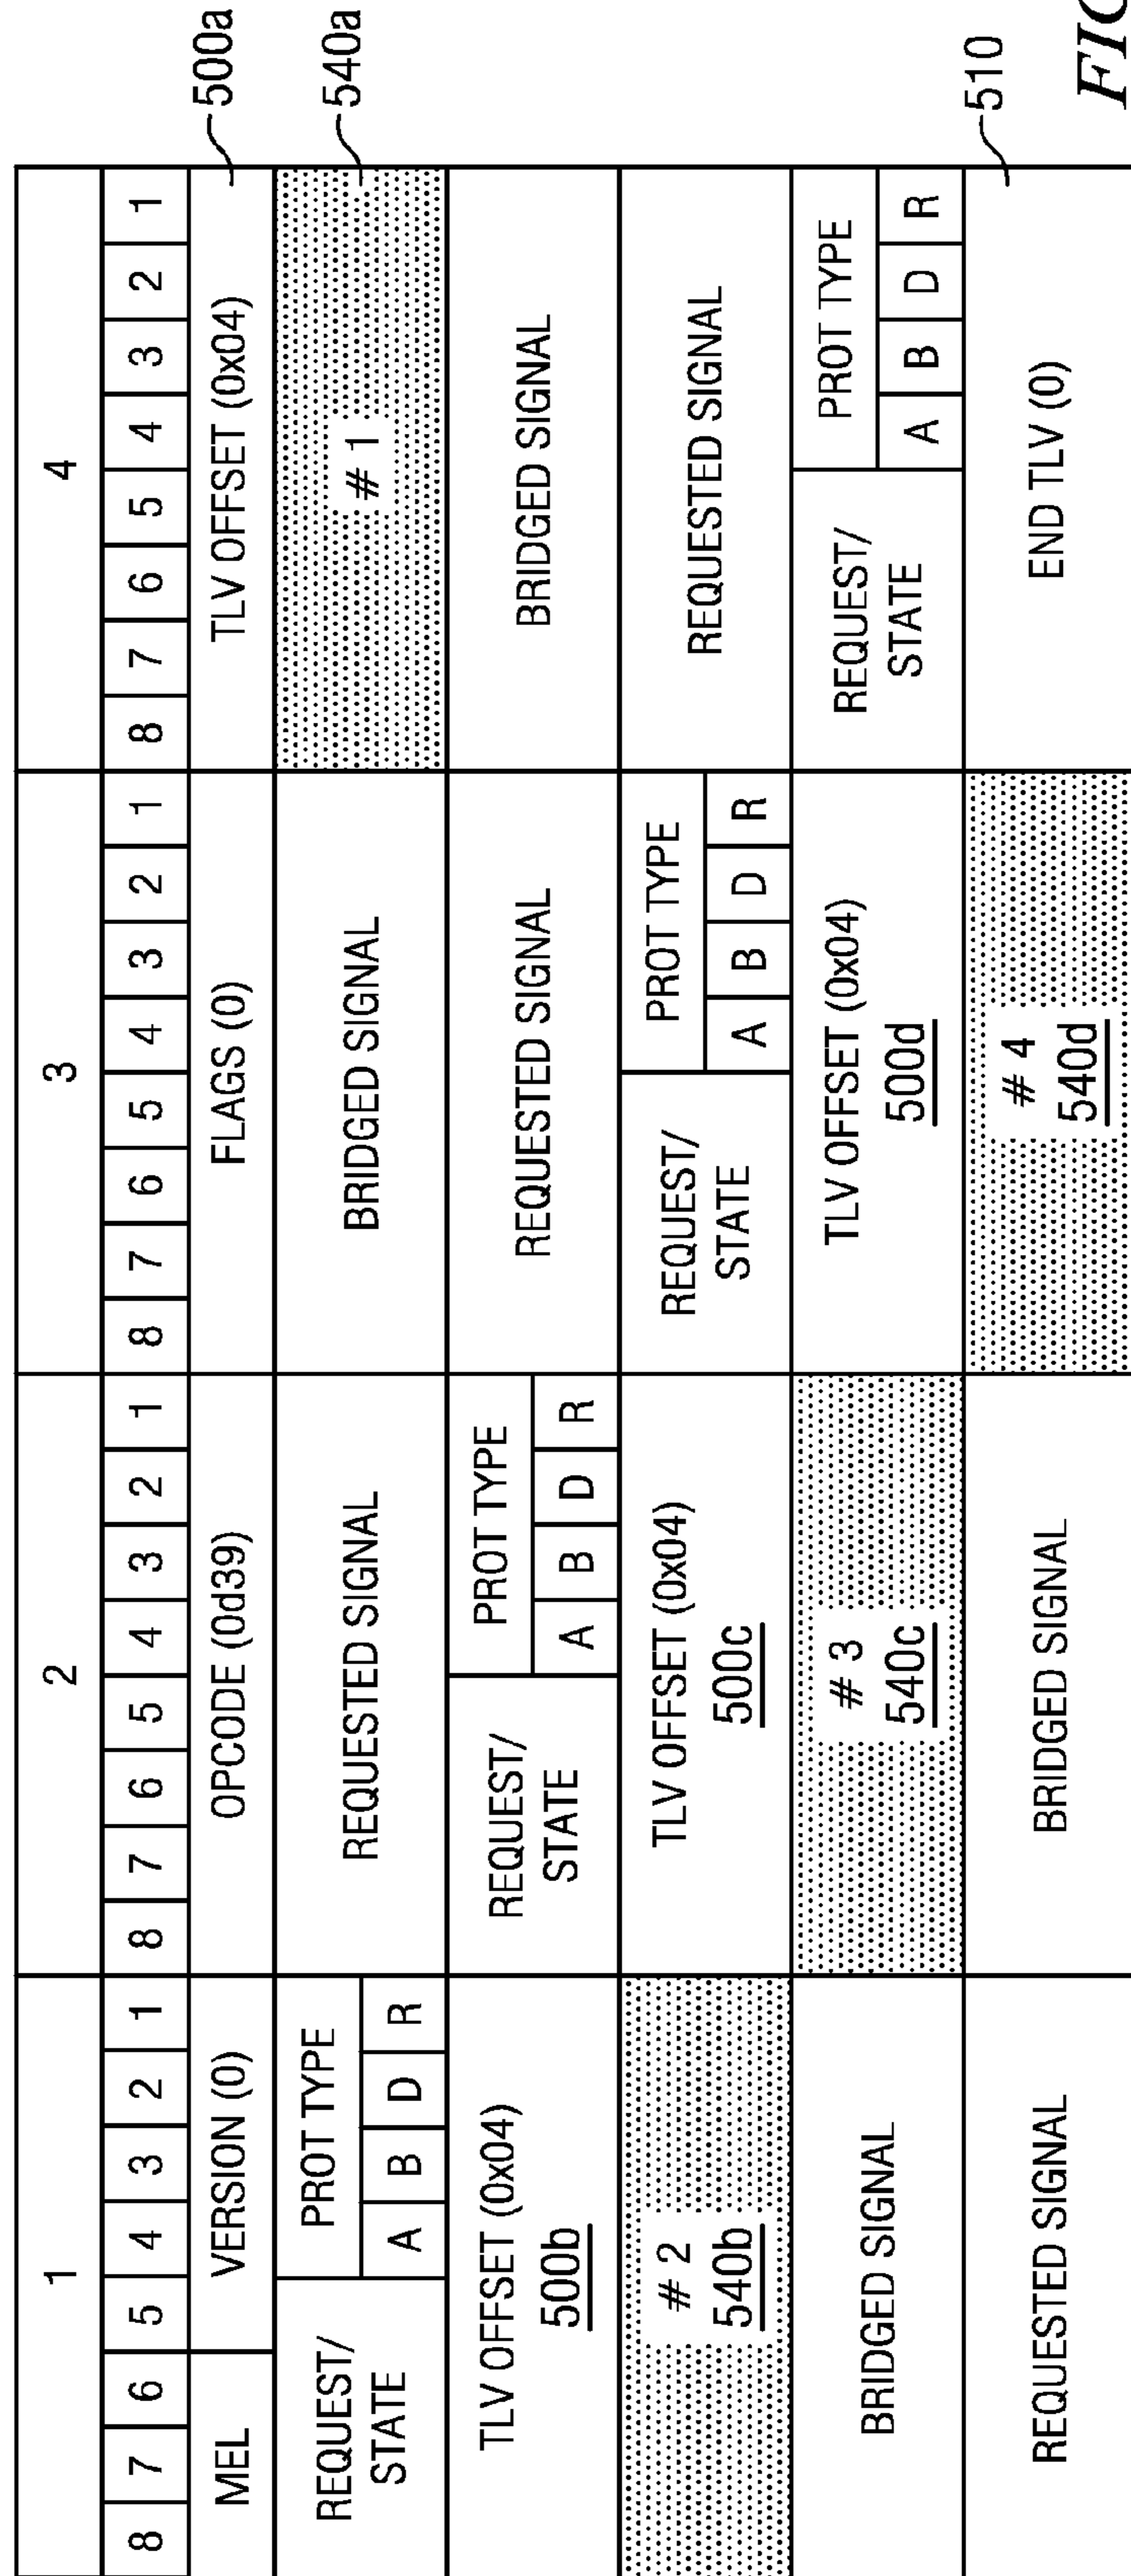 1 2 3 4
8 7 6 5 4 3 2 1 8 7 6 5 4 3 2 1 8 7 6 5 4 3 2 1 8 7 6 5 4 3 2 1
MEL VERSION (0) OPCODE (0d39) FLAGS (0) TLV OFFSET (0x04) 500a
REQUEST/ PROT TYPE REQUESTED SIGNAL BRIDGED SIGNAL # 1 540a
STATE A B D R
TLV OFFSET (0x04) REQUEST/ PROT TYPE REQUESTED SIGNAL BRIDGED SIGNAL
500b STATE A B D R
# 2 TLV OFFSET (0x04) REQUEST/ PROT TYPE REQUESTED SIGNAL
540b 500c STATE A B D R
BRIDGED SIGNAL # 3 TLV OFFSET (0x04) REQUEST/ PROT TYPE
540c 500d STATE A B D R
REQUESTED SIGNAL BRIDGED SIGNAL # 4 END TLV (0) 510
540d